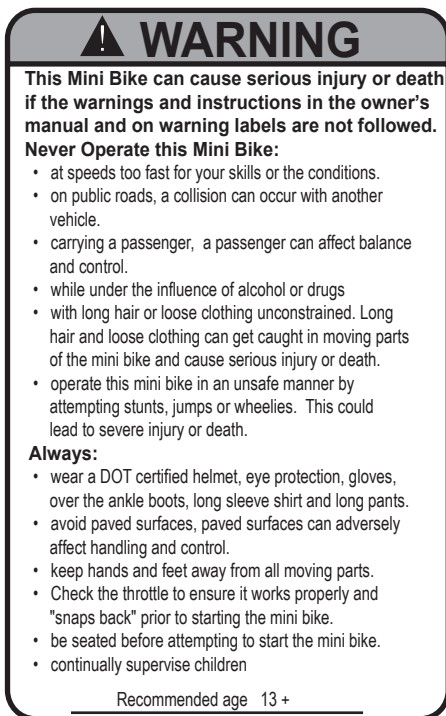 WARNING
This Mini Bike can cause serious injury or death
if the warnings and instructions in the owner's
manual and on warning labels are not followed.
Never Operate this Mini Bike:
• at speeds too fast for your skills or the conditions.
• on public roads, a collision can occur with another
vehicle.
• carrying a passenger, a passenger can affect balance
and control.
• while under the influence of alcohol or drugs
• with long hair or loose clothing unconstrained. Long
hair and loose clothing can get caught in moving parts
of the mini bike and cause serious injury or death.
• operate this mini bike in an unsafe manner by
attempting stunts, jumps or wheelies. This could
lead to severe injury or death.
Always:
• wear a DOT certified helmet, eye protection, gloves,
over the ankle boots, long sleeve shirt and long pants.
• avoid paved surfaces, paved surfaces can adversely
affect handling and control.
• keep hands and feet away from all moving parts.
• Check the throttle to ensure it works properly and
"snaps back" prior to starting the mini bike.
• be seated before attempting to start the mini bike.
• continually supervise children
Recommended age 13 +